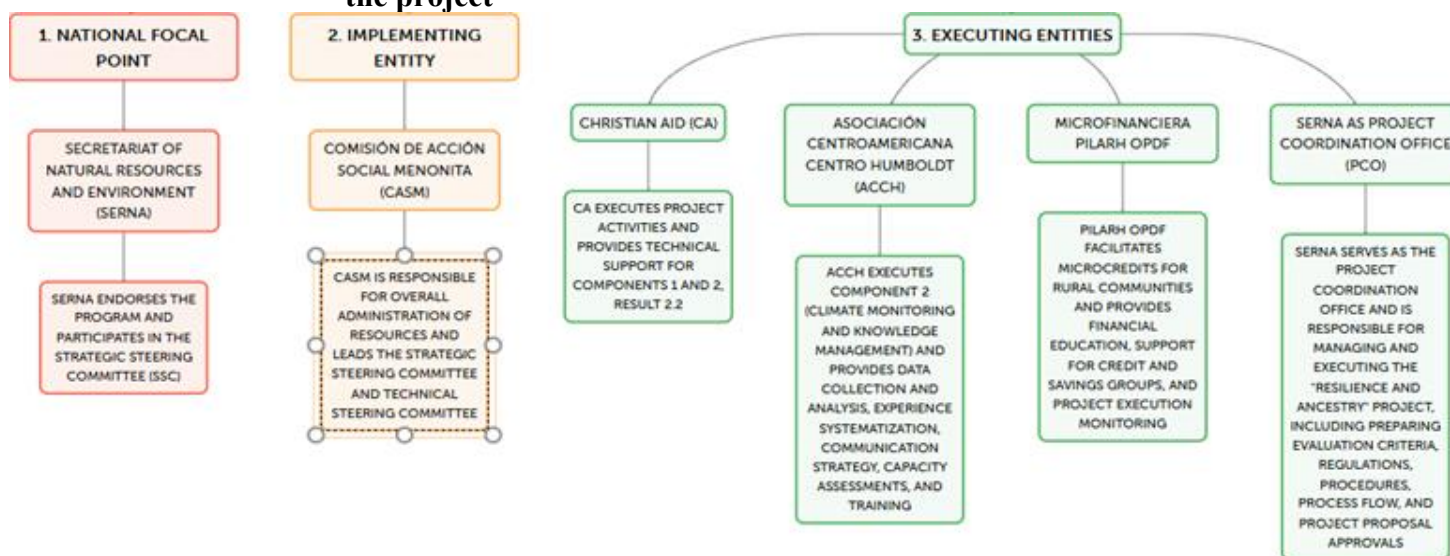 the project
1. NATIONAL FOCAL
POINT
SECRETARIAT OF
NATURAL RESOURCES
AND ENVIRONMENT
(SERNA)
SERNA ENDORSES THE
PROGRAM AND
PARTICIPATES IN THE
STRATEGIC STEERING
COMMITTEE (SSC)
2. IMPLEMENTING
ENTITY
COMISIÓN DE ACCIÓN
SOCIAL MENONITA
(CASM)
CASM IS RESPONSIBLE
FOR OVERALL
ADMINISTRATION OF
RESOURCES AND
LEADS THE STRATEGIC
STEERING COMMITTEE
AND TECHNICAL
STEERING COMMITTEE
3. EXECUTING ENTITIES
CHRISTIAN AID (CA)
CA EXECUTES PROJECT
ACTIVITIES AND
PROVIDES TECHNICAL
SUPPORT FOR
COMPONENTS 1 AND 2,
RESULT 2.2
ASOCIACIÓN
CENTROAMERICANA
CENTRO HUMBOLDT
(ACCH)
ACCH EXECUTES
COMPONENT 2
(CLIMATE MONITORING
AND KNOWLEDGE
MANAGEMENT) AND
PROVIDES DATA
COLLECTION AND
ANALYSIS, EXPERIENCE
SYSTEMATIZATION,
COMMUNICATION
STRATEGY, CAPACITY
ASSESSMENTS, AND
TRAINING
MICROFINANCIERA
PILARH OPDF
PILARH OPDF
FACILITATES
MICROCREDITS FOR
RURAL COMMUNITIES
AND PROVIDES
FINANCIAL
EDUCATION, SUPPORT
FOR CREDIT AND
SAVINGS GROUPS, AND
PROJECT EXECUTION
MONITORING
SERNA AS PROJECT
COORDINATION OFFICE
(PCO)
SERNA SERVES AS THE
PROJECT
COORDINATION
OFFICE AND IS
RESPONSIBLE FOR
MANAGING AND
EXECUTING THE
"RESILIENCE AND
ANCESTRY" PROJECT,
INCLUDING PREPARING
EVALUATION CRITERIA,
REGULATIONS,
PROCEDURES,
PROCESS FLOW, AND
PROJECT PROPOSAL
APPROVALS